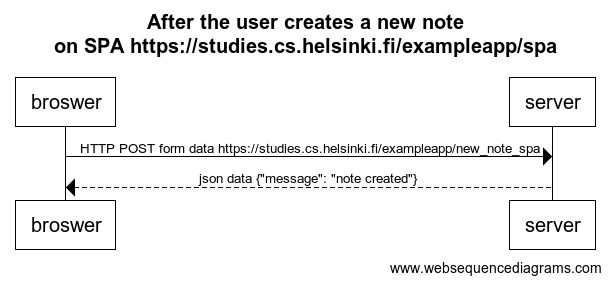 After the user creates a new note
on SPA https://studies.cs.helsinki.fi/exampleapp/spa
broswer
server
HTTP POST form data https://studies.cs.helsinki.fi/exampleapp/new_note_spa
json data {"message": "note created"}
broswer
server
www.websequencediagrams.com